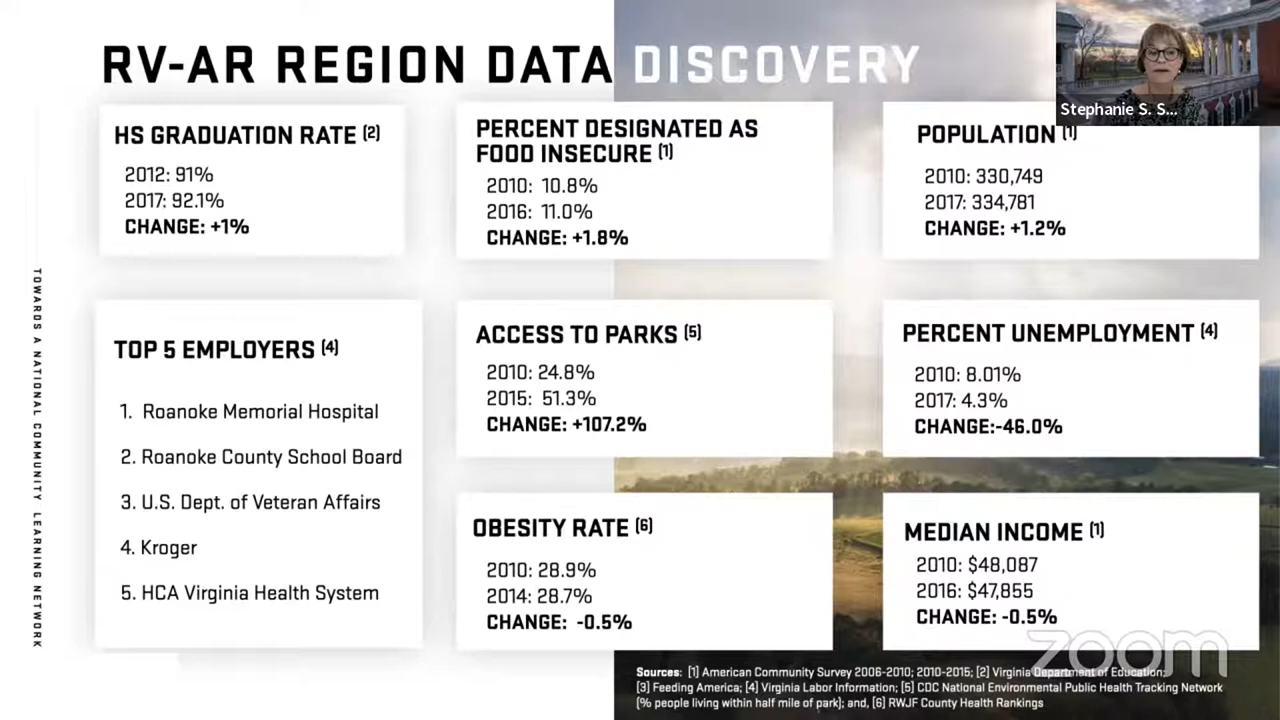 RV-AR REGION DATA DISCOVERY
Stephanie S. S...
HS GRADUATION RATE (2)
2012: 91%
2017: 92.1%
CHANGE: +1%
PERCENT DESIGNATED AS
FOOD INSECURE (1)
2010: 10.8%
2016: 11.0%
CHANGE: +1.8%
POPULATION (1)
2010: 330,749
2017: 334,781
CHANGE: +1.2%
TOWARDS A NATIONAL COMMUNITY LEARNING NETWORK
TOP 5 EMPLOYERS (4)
1. Roanoke Memorial Hospital
2. Roanoke County School Board
3. U.S. Dept. of Veteran Affairs
4. Kroger
5. HCA Virginia Health System
ACCESS TO PARKS (5)
2010: 24.8%
2015: 51.3%
CHANGE: +107.2%
PERCENT UNEMPLOYMENT (4)
2010: 8.01%
2017: 4.3%
CHANGE:-46.0%
OBESITY RATE (6)
2010: 28.9%
2014: 28.7%
CHANGE: -0.5%
MEDIAN INCOME (1)
2010: $48,087
2016: $47,855
CHANGE: -0.5%
zoom
Sources: (1) American Community Survey 2006-2010; 2010-2015; (2) Virginia Department of Education;
(3) Feeding America; (4) Virginia Labor Information; (5) CDC National Environmental Public Health Tracking Network
(% people living within half mile of park); and, (6) RWJF County Health Rankings